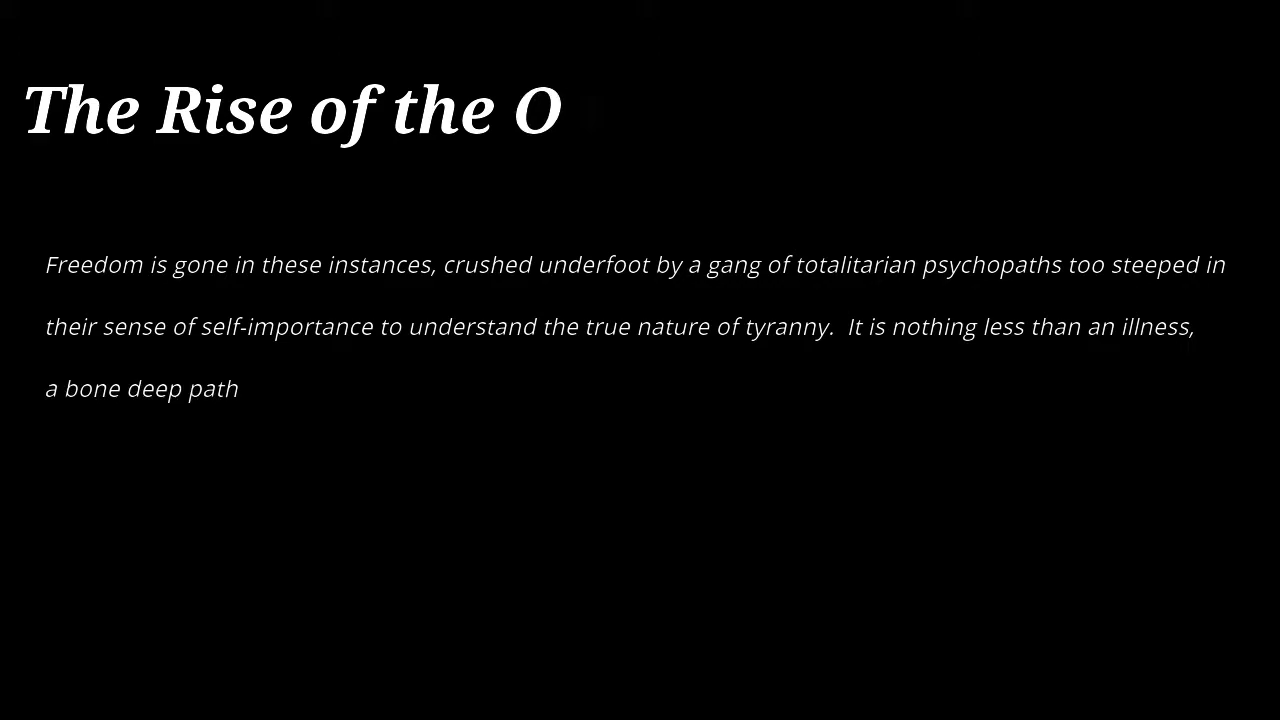 The Rise of the O
Freedom is gone in these instances, crushed underfoot by a gang of totalitarian psychopaths too steeped in
their sense of self-importance to understand the true nature of tyranny.  It is nothing less than an illness,
a bone deep path